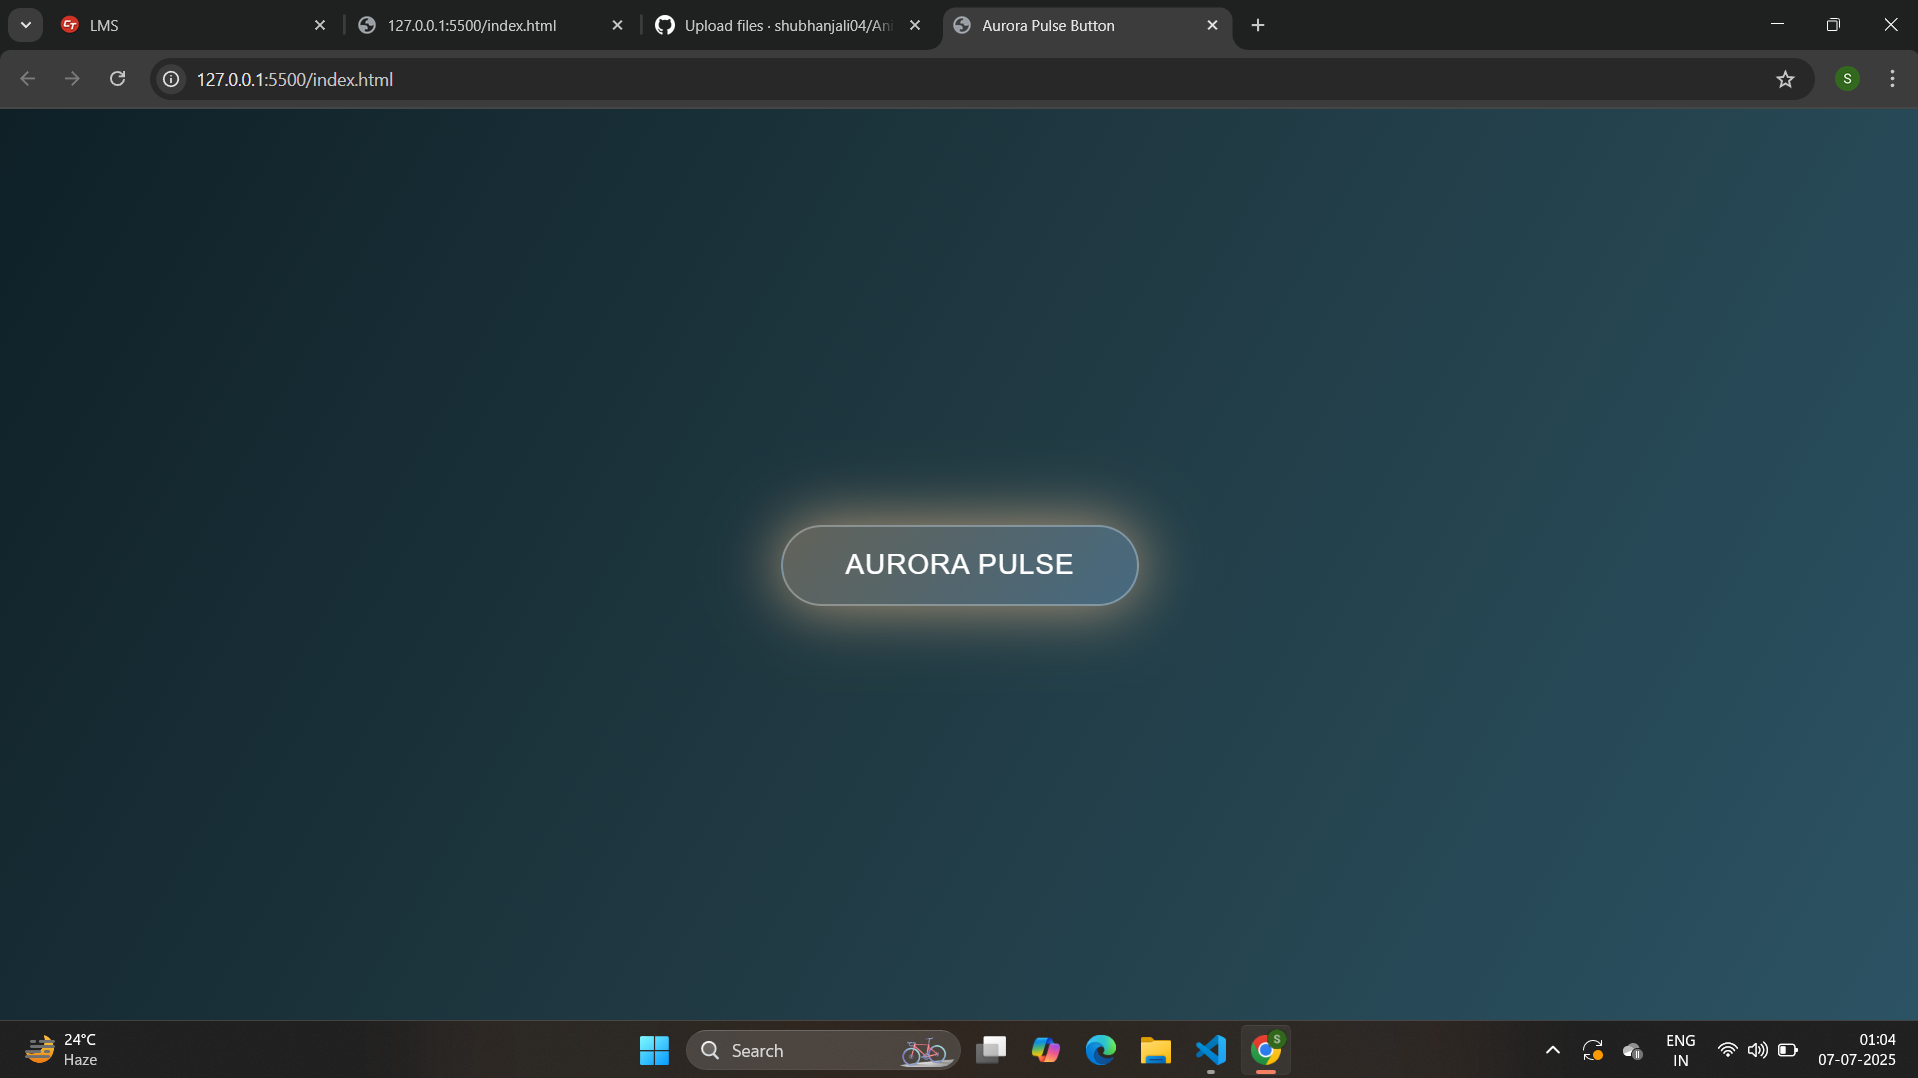 LMS
127.0.0.1:5500/index.html
Upload files · shubhanjali04/Ani
Aurora Pulse Button
127.0.0.1:5500/index.html
S
AURORA PULSE
24°C
Haze
Search
S
ENG
IN
01:04
07-07-2025